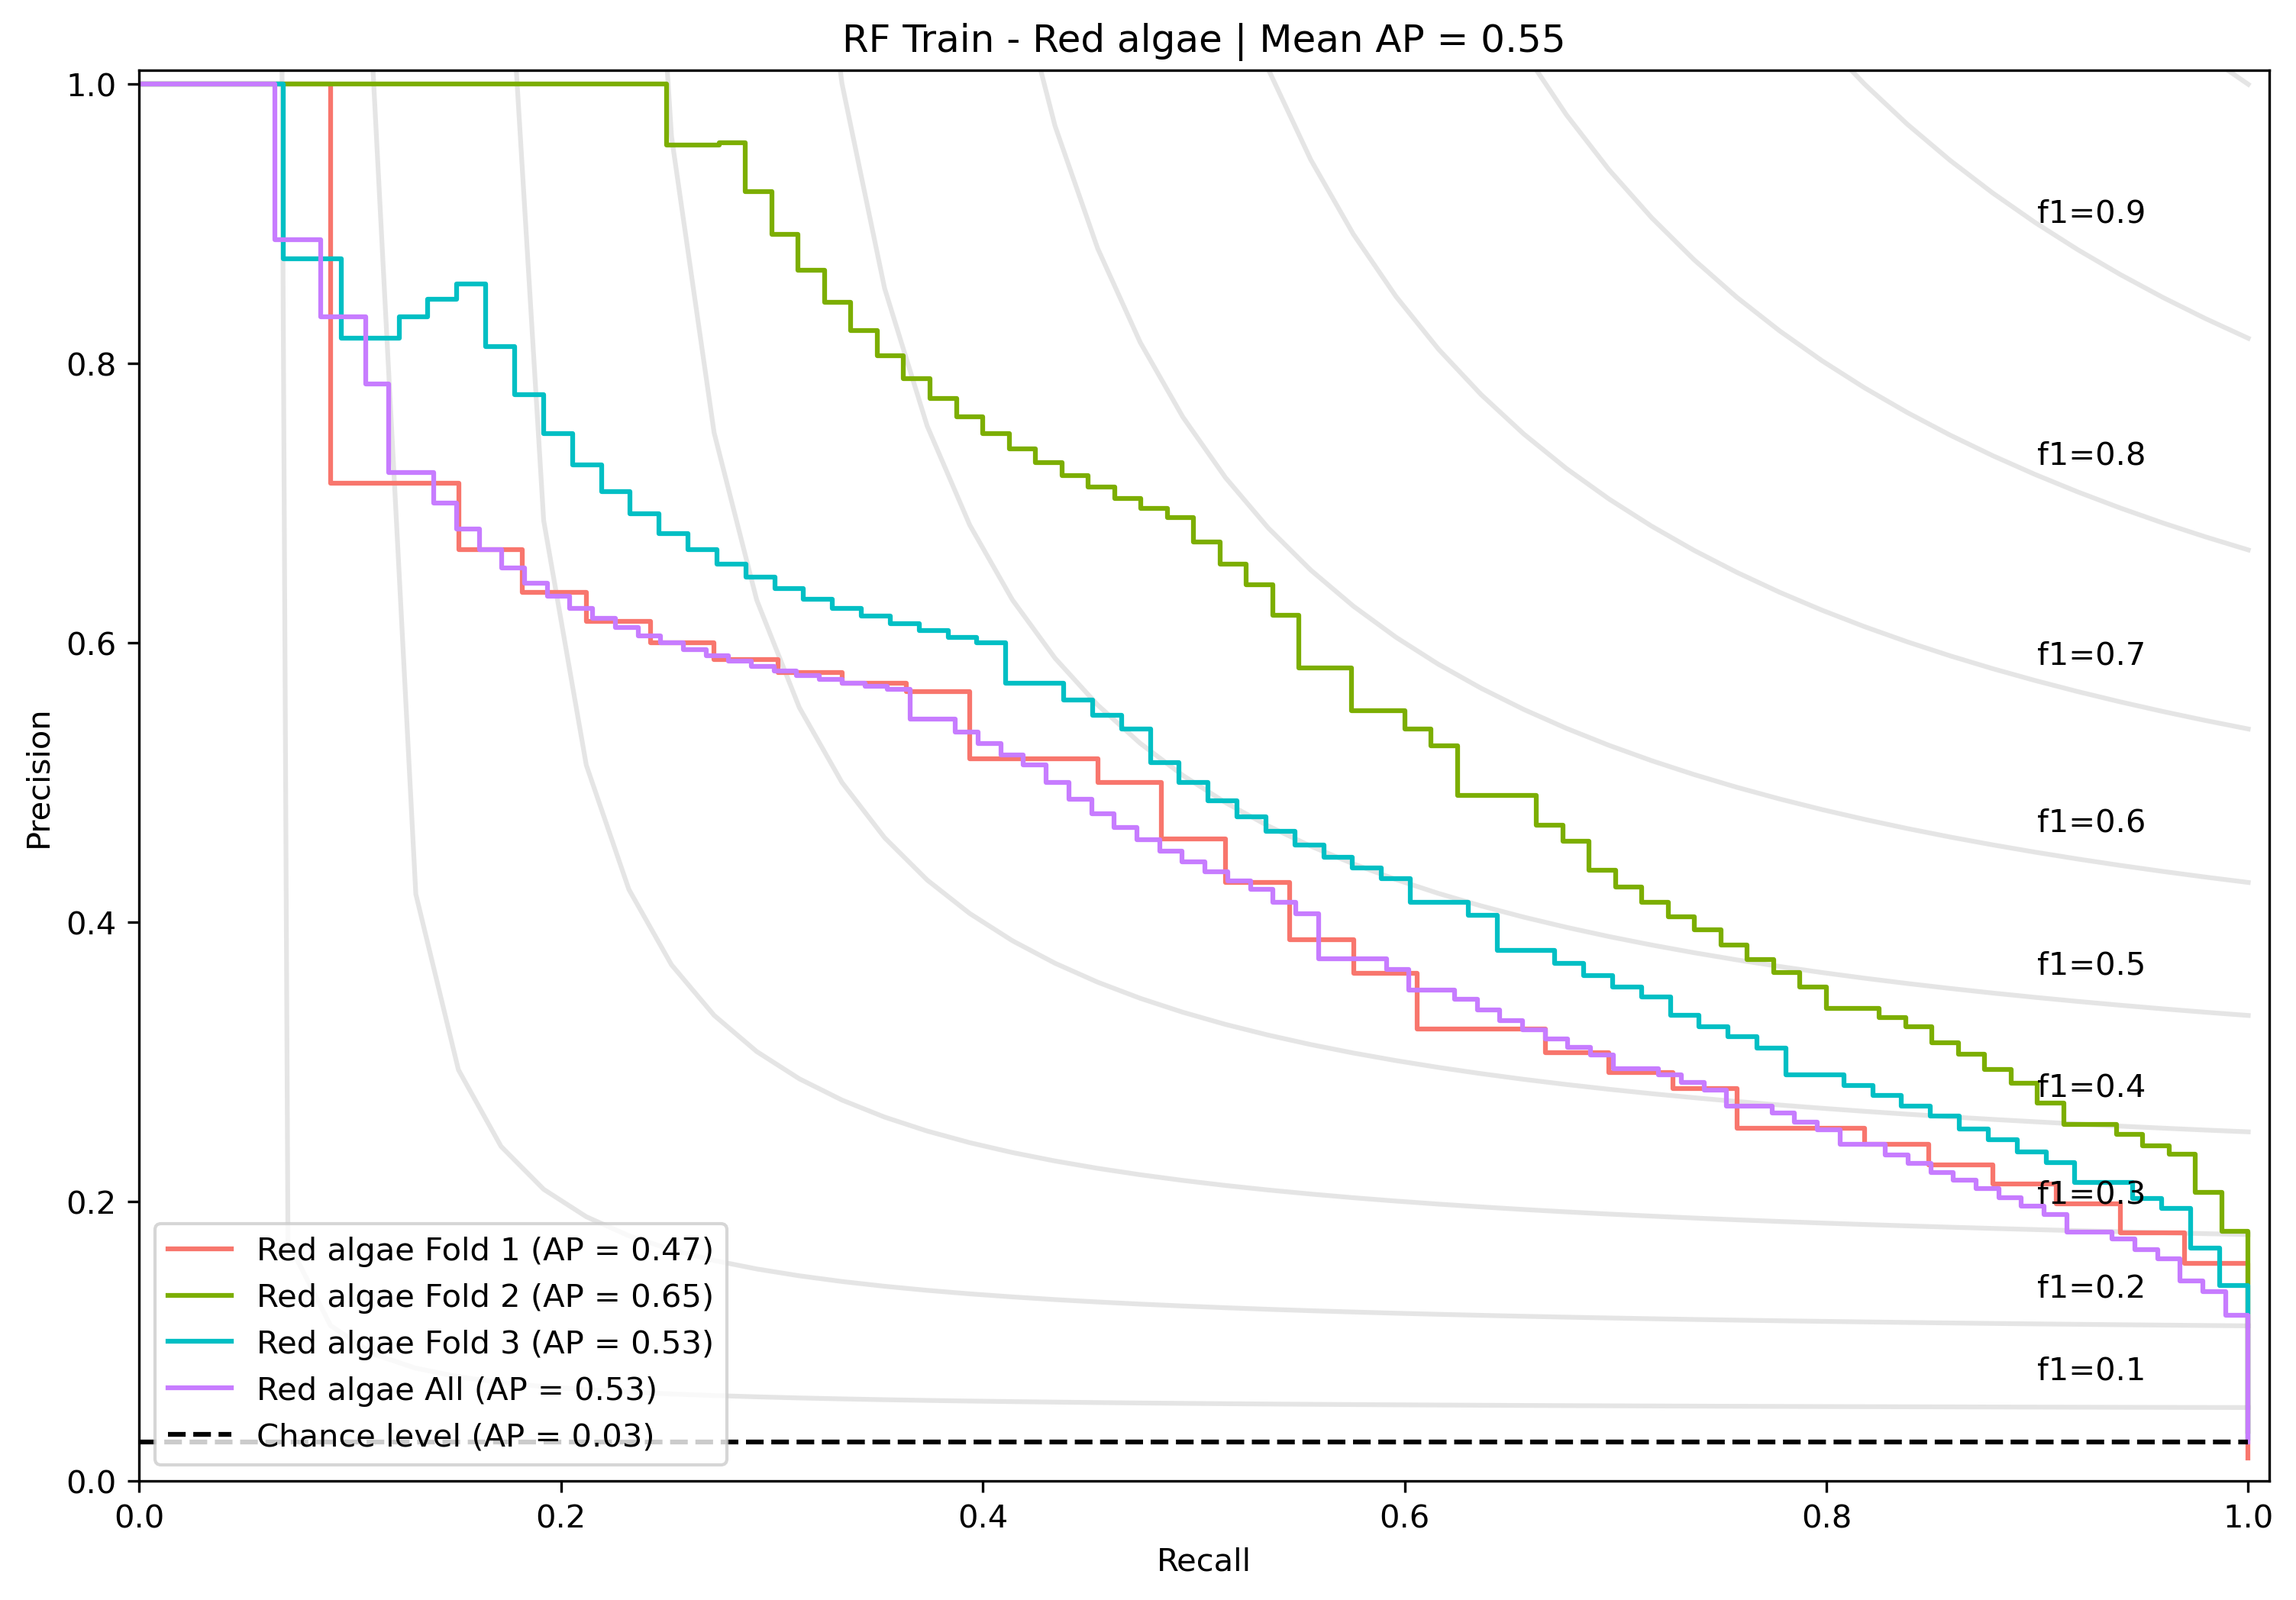 RF Train - Red algae | Mean AP = 0.55
Precision
1.0
0.8
0.6
0.4
0.2
0.0
f1=0.9
f1=0.8
f1=0.7
f1=0.6
f1=0.5
f1=0.4
f1=0.3
f1=0.2
f1=0.1
Red algae Fold 1 (AP = 0.47)
Red algae Fold 2 (AP = 0.65)
Red algae Fold 3 (AP = 0.53)
Red algae All (AP = 0.53)
Chance level (AP = 0.03)
0.0 0.2 0.4 0.6 0.8 1.0
Recall